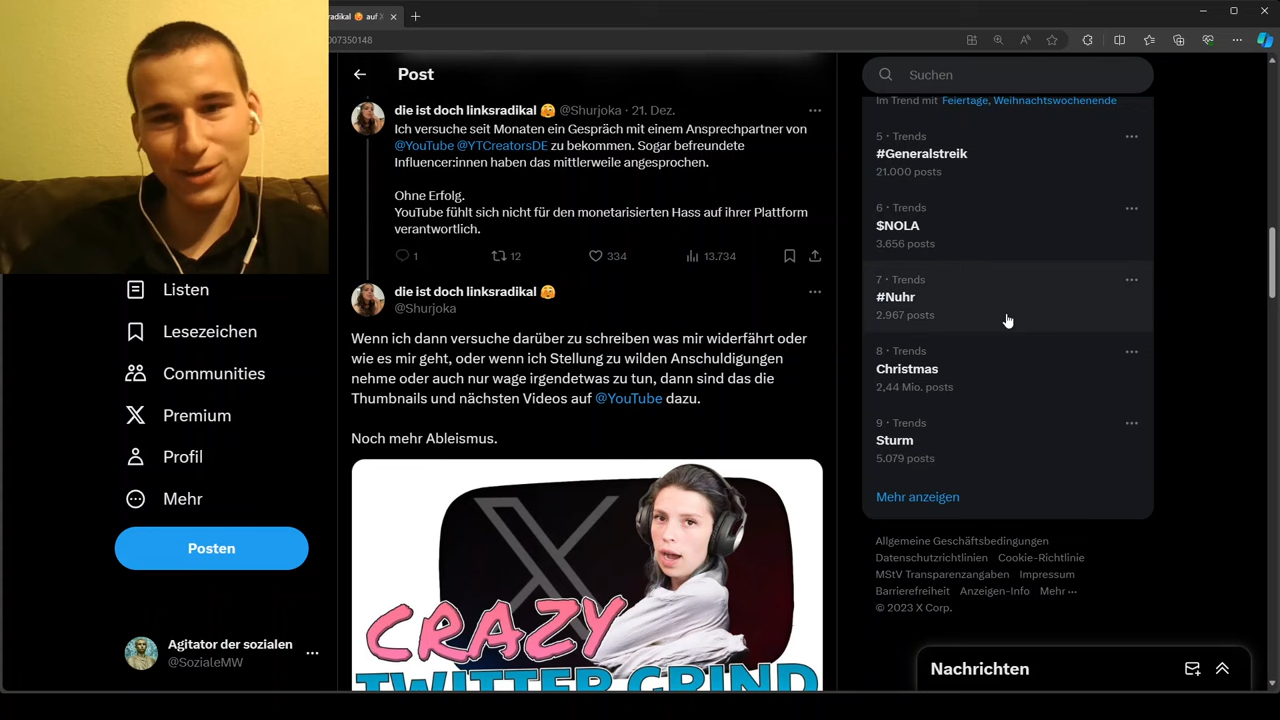 radikal 🥵 auf X
007350148
Post
Suchen
die ist doch linksradikal 🥰 @Shurjoka · 21. Dez.
Ich versuche seit Monaten ein Gespräch mit einem Ansprechpartner von
@YouTube @YTCreatorsDE zu bekommen. Sogar befreundete
Influencer:innen haben das mittlerweile angesprochen.
Ohne Erfolg.
YouTube fühlt sich nicht für den monetarisierten Hass auf ihrer Plattform
verantwortlich.
1 12 334 13.734
die ist doch linksradikal 🥰
@Shurjoka
Wenn ich dann versuche darüber zu schreiben was mir widerfährt oder
wie es mir geht, oder wenn ich Stellung zu wilden Anschuldigungen
nehme oder auch nur wage irgendetwas zu tun, dann sind das die
Thumbnails und nächsten Videos auf @YouTube dazu.
Noch mehr Ableismus.
X
CRAZY
TWITTER GRIND
Listen
Lesezeichen
Communities
Premium
Profil
Mehr
Posten
Agitator der sozialen
@SozialeMW
Im Trend mit Feiertage, Weihnachtswochenende
5 · Trends
#Generalstreik
21.000 posts
6 · Trends
$NOLA
3.656 posts
7 · Trends
#Nuhr
2.967 posts
8 · Trends
Christmas
2,44 Mio. posts
9 · Trends
Sturm
5.079 posts
Mehr anzeigen
Allgemeine Geschäftsbedingungen
Datenschutzrichtlinien Cookie-Richtlinie
MStV Transparenzangaben Impressum
Barrierefreiheit Anzeigen-Info Mehr ···
© 2023 X Corp.
Nachrichten